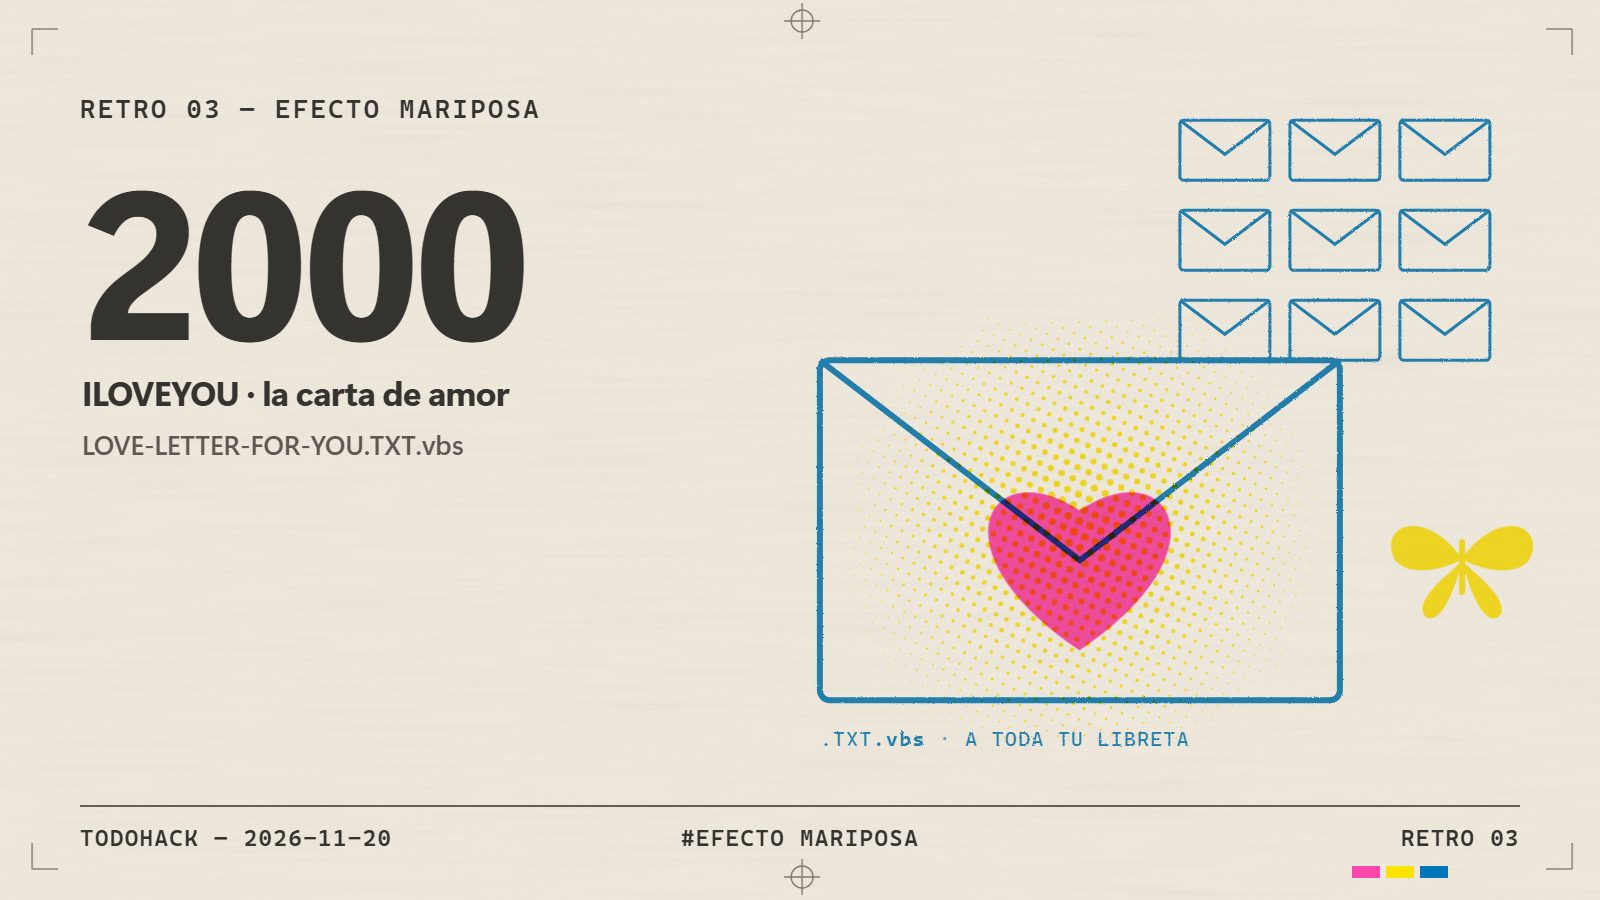 RETRO 03 — EFECTO MARIPOSA
2000
ILOVEYOU · la carta de amor
LOVE-LETTER-FOR-YOU.TXT.vbs
.TXT.vbs · A TODA TU LIBRETA
TODOHACK — 2026-11-20
#EFECTO MARIPOSA
RETRO 03